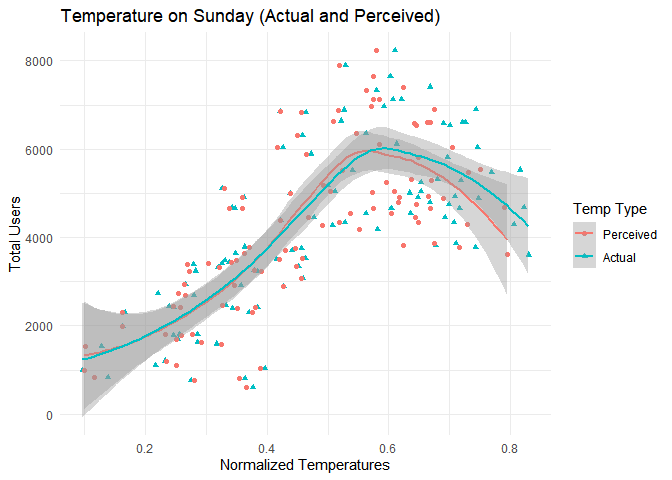 Temperature on Sunday (Actual and Perceived)
8000
6000
4000
2000
0
Total Users
0.2 0.4 0.6 0.8
Normalized Temperatures
Temp Type
Perceived
Actual